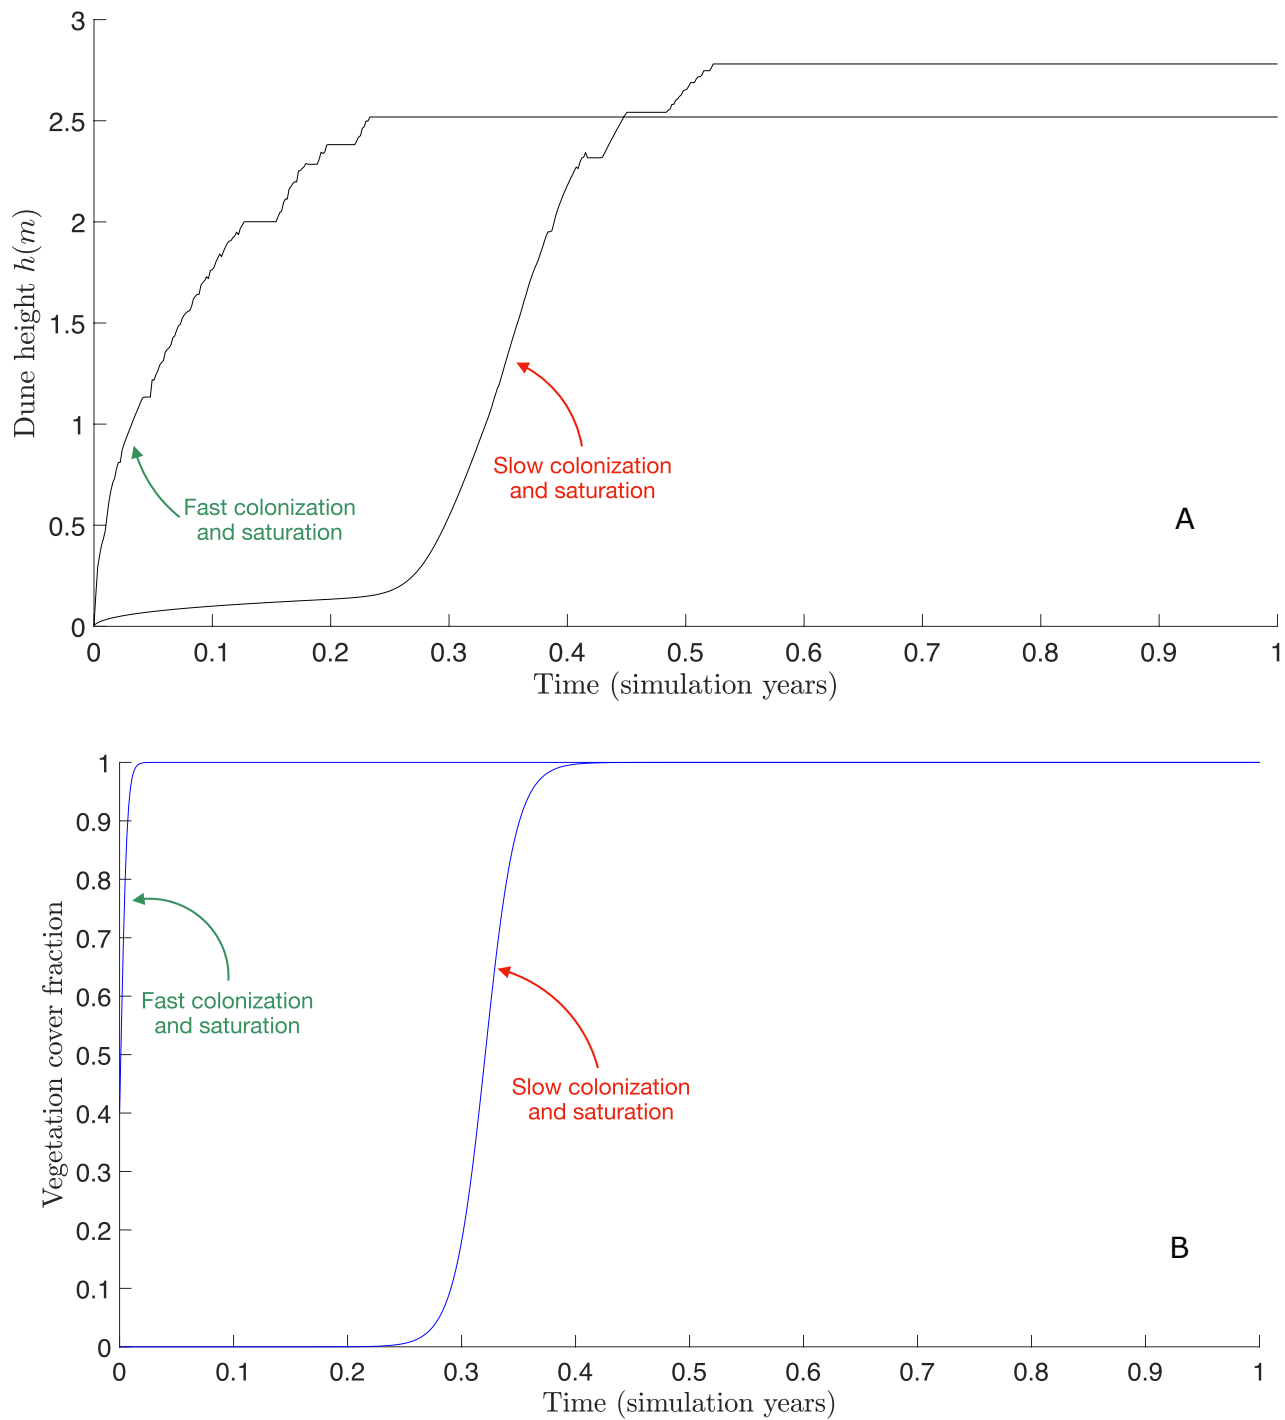 3
2.5
2
1.5
1
0.5
0
Dune height h(m)
Fast colonization
and saturation
Slow colonization
and saturation
A
0 0.1 0.2 0.3 0.4 0.5 0.6 0.7 0.8 0.9 1
Time (simulation years)
1
0.9
0.8
0.7
0.6
0.5
0.4
0.3
0.2
0.1
0
Vegetation cover fraction
Fast colonization
and saturation
Slow colonization
and saturation
B
0 0.1 0.2 0.3 0.4 0.5 0.6 0.7 0.8 0.9 1
Time (simulation years)